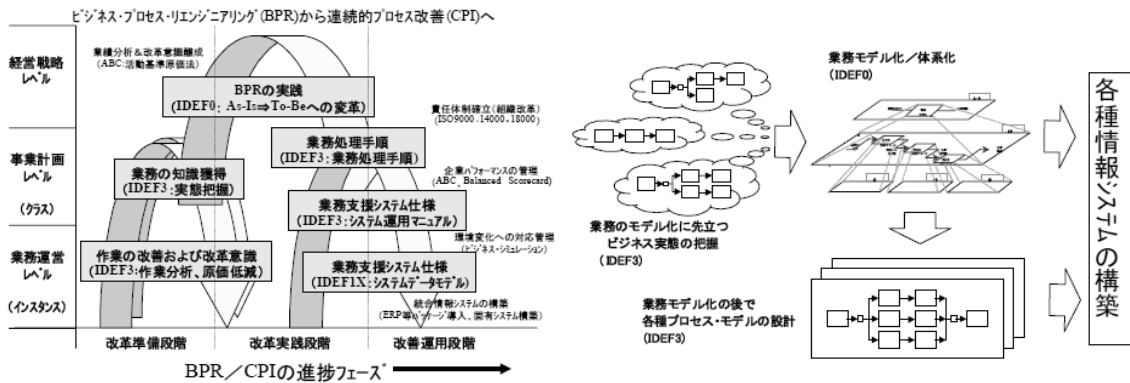 ビジネス・プロセス・リエンジニアリング(BPR)から連続的プロセス改善(CPI)へ
経営戦略
レベル
業績分析&改革意識醸成
(ABC:活動基準原価法)
BPRの実践
(IDEF0: As-Is⇒To-Beへの変革)
責任体制確立(組織改革)
(ISO9000、14000、18000)
事業計画
レベル
(クラス)
業務処理手順
(IDEF3:業務処理手順)
業務の知識獲得
(IDEF3:実態把握)
企業パフォーマンスの管理
(ABC、Balanced Scorecard)
業務支援システム仕様
(IDEF3:システム運用マニュアル)
業務運営
レベル
(インスタンス)
環境変化への対応管理
(ビジネス・シミュレーション)
作業の改善および改革意識
(IDEF3:作業分析、原価低減)
業務支援システム仕様
(IDEF1X:システムデータモデル)
統合情報システムの構築
(ERP等パッケージ導入、固有システム構築)
改革準備段階
改革実践段階
改善運用段階
BPR/CPIの進捗フェーズ
業務モデル化/体系化
(IDEF0)
業務のモデル化に先立つ
ビジネス実態の把握
(IDEF3)
業務モデル化の後で
各種プロセス・モデルの設計
(IDEF3)
各種情報システムの構築